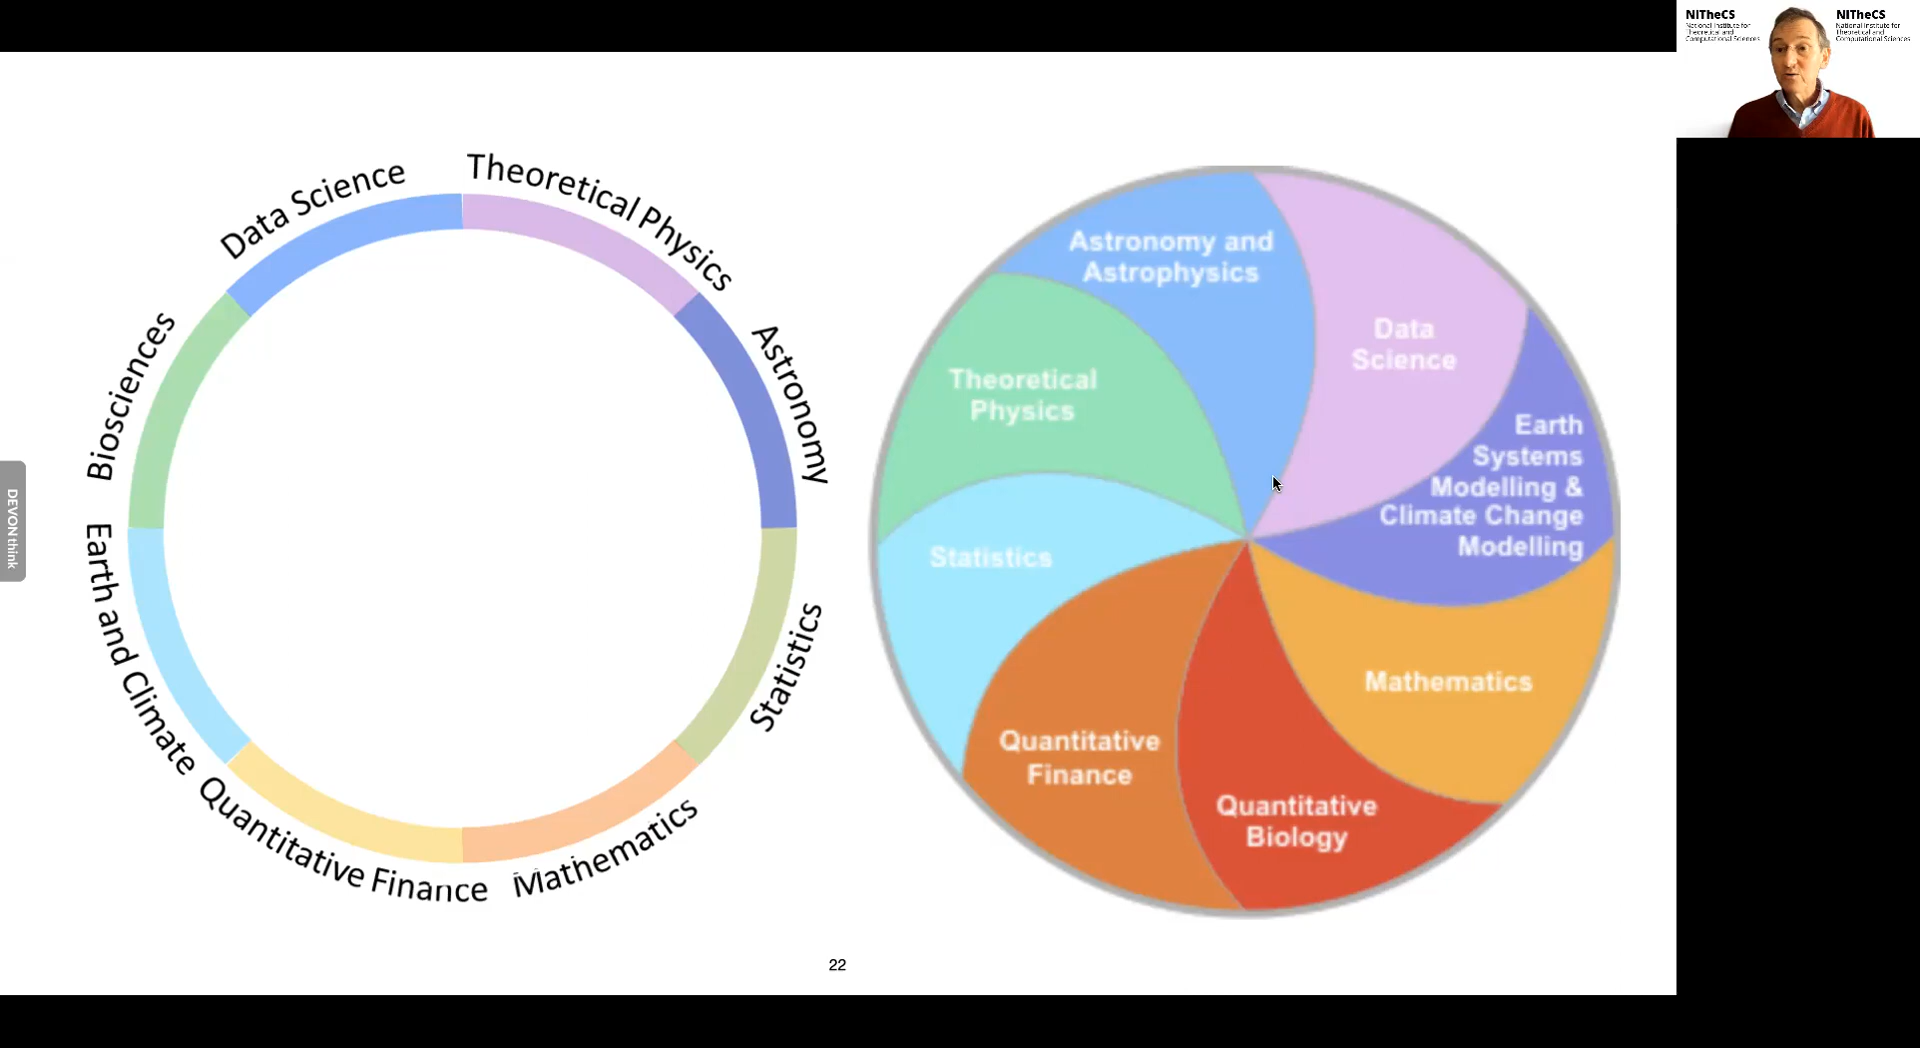 NITheCS
National Institute for
Theoretical and
Computational Sciences
NITheCS
National Institute for
Theoretical and
Computational Sciences
Theoretical Physics
Astronomy
Statistics
Mathematics
Quantitative Finance
Earth and Climate
Biosciences
Data Science
Astronomy and
Astrophysics
Data
Science
Earth
Systems
Modelling &
Climate Change
Modelling
Mathematics
Quantitative
Biology
Quantitative
Finance
Statistics
Theoretical
Physics
DEVONthink
22